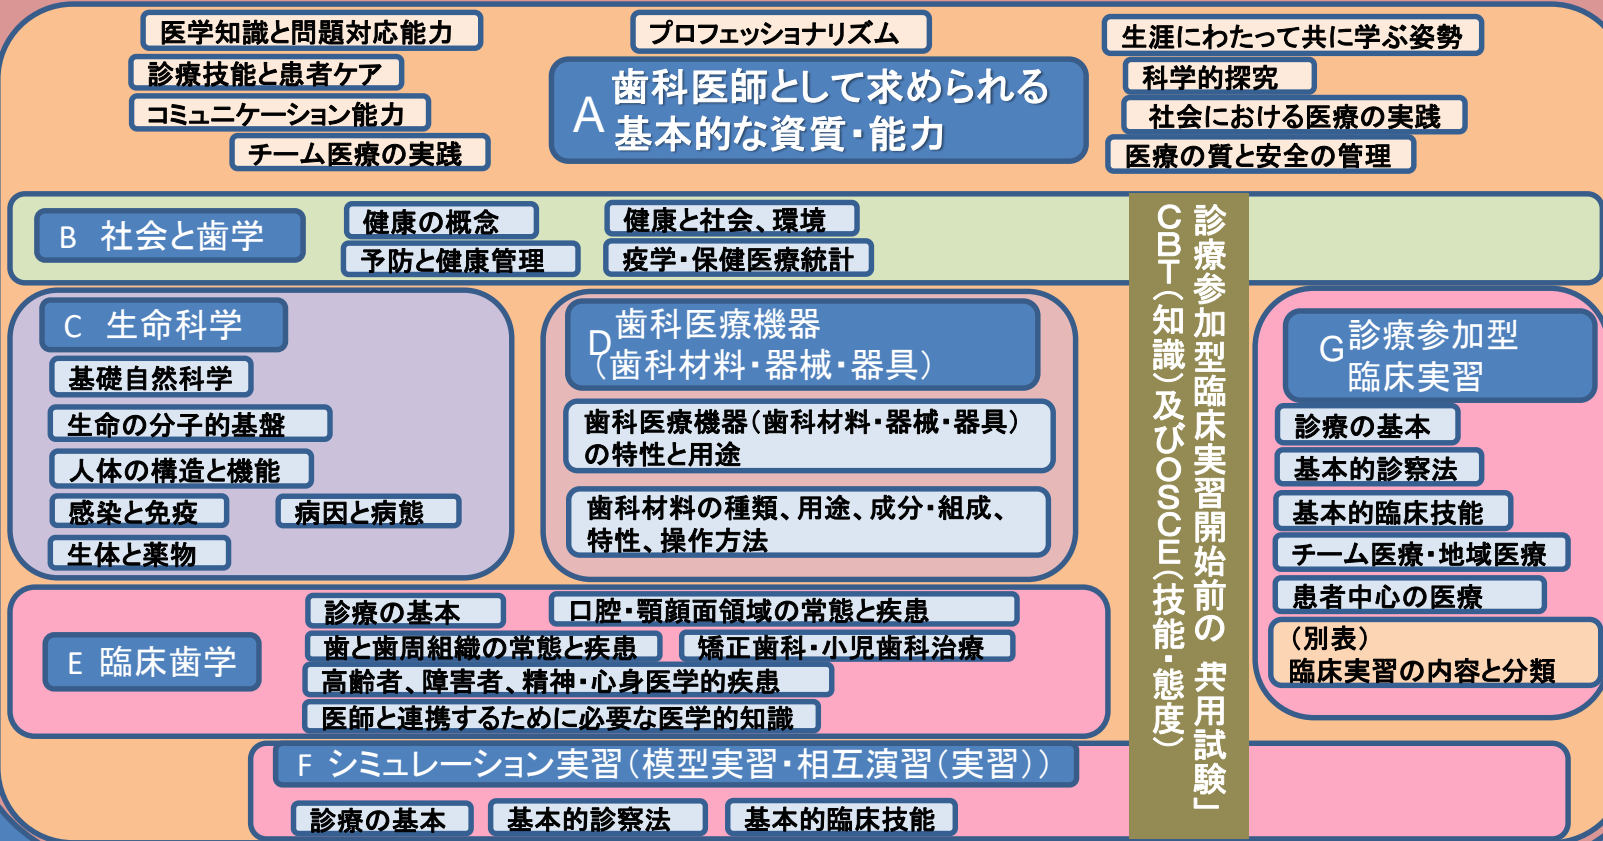 医学知識と問題対応能力
診療技能と患者ケア
コミュニケーション能力
チーム医療の実践
プロフェッショナリズム
A 歯科医師として求められる
基本的な資質・能力
生涯にわたって共に学ぶ姿勢
科学的探究
社会における医療の実践
医療の質と安全の管理
B 社会と歯学
健康の概念
予防と健康管理
健康と社会、環境
疫学・保健医療統計
C 生命科学
基礎自然科学
生命の分子的基盤
人体の構造と機能
感染と免疫
病因と病態
生体と薬物
D 歯科医療機器
（歯科材料・器械・器具）
歯科医療機器（歯科材料・器械・器具）
の特性と用途
歯科材料の種類、用途、成分・組成、
特性、操作方法
診療参加型臨床実習開始前の「共用試験」
CBT（知識）及びOSCE（技能・態度）
G 診療参加型
臨床実習
診療の基本
基本的診察法
基本的臨床技能
チーム医療・地域医療
患者中心の医療
（別表）
臨床実習の内容と分類
E 臨床歯学
診療の基本
口腔・顎顔面領域の常態と疾患
歯と歯周組織の常態と疾患
矯正歯科・小児歯科治療
高齢者、障害者、精神・心身医学的疾患
医師と連携するために必要な医学的知識
F シミュレーション実習（模型実習・相互演習（実習））
診療の基本
基本的診察法
基本的臨床技能